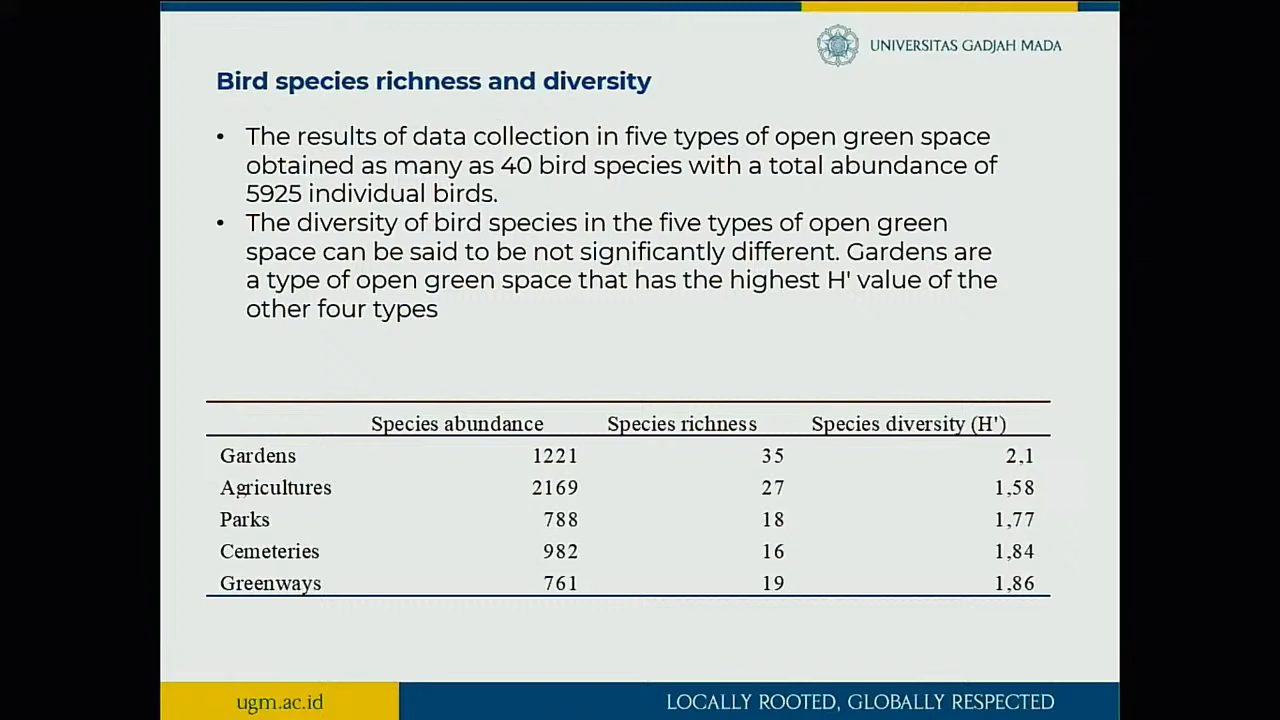 UNIVERSITAS GADJAH MADA
Bird species richness and diversity
• The results of data collection in five types of open green space
obtained as many as 40 bird species with a total abundance of
5925 individual birds.
• The diversity of bird species in the five types of open green
space can be said to be not significantly different. Gardens are
a type of open green space that has the highest H' value of the
other four types
Species abundance Species richness Species diversity (H')
Gardens 1221 35 2,1
Agricultures 2169 27 1,58
Parks 788 18 1,77
Cemeteries 982 16 1,84
Greenways 761 19 1,86
ugm.ac.id LOCALLY ROOTED, GLOBALLY RESPECTED